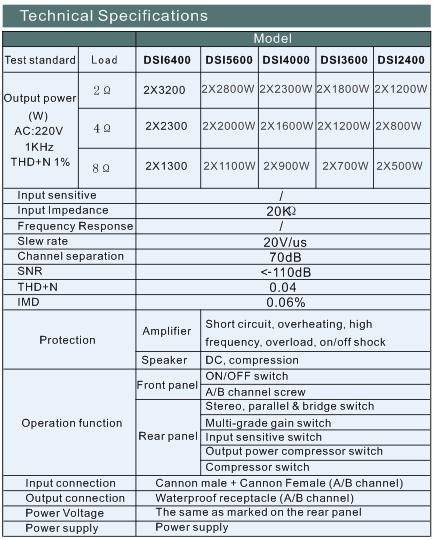 Technical Specifications
Model
Test standard Load DSI6400 DSI5600 DSI4000 DSI3600 DSI2400
Output power (W) AC:220V 1KHz THD+N 1%
2 Ω 2X3200 2X2800W 2X2300W 2X1800W 2X1200W
4 Ω 2X2300 2X2000W 2X1600W 2X1200W 2X800W
8 Ω 2X1300 2X1100W 2X900W 2X700W 2X500W
Input sensitive /
Input Impedance 20KΩ
Frequency Response /
Slew rate 20V/us
Channel separation 70dB
SNR <-110dB
THD+N 0.04
IMD 0.06%
Protection
Amplifier Short circuit, overheating, high
frequency, overload, on/off shock
Speaker DC, compression
Operation function
Front panel ON/OFF switch
A/B channel screw
Rear panel Stereo, parallel & bridge switch
Multi-grade gain switch
Input sensitive switch
Output power compressor switch
Compressor switch
Input connection Cannon male + Cannon Female (A/B channel)
Output connection Waterproof receptacle (A/B channel)
Power Voltage The same as marked on the rear panel
Power supply Power supply